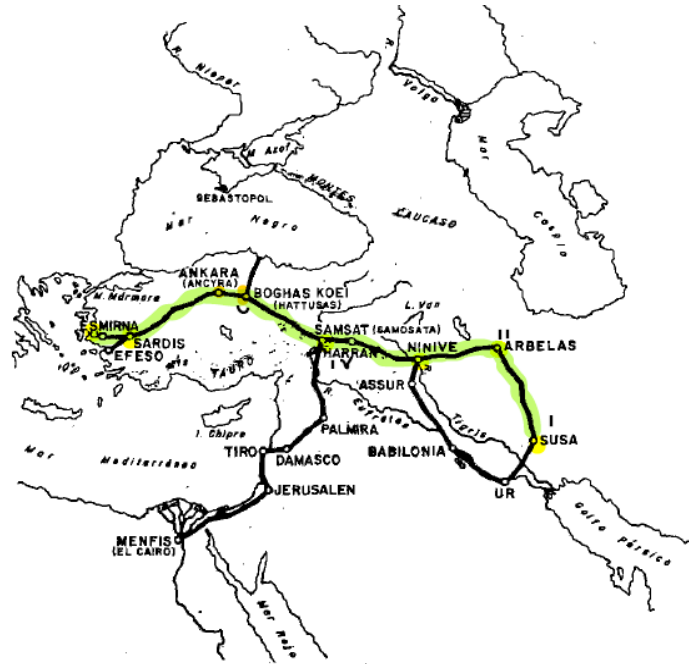 R. Nieper
R. Volga
M. Azof
MONTES
SEBASTOPOL
Mar Negro
CAUCASO
Mar Caspio
ANKARA
(ANCYRA)
BOGHAS KOEI
(HATTUSAS)
M. Mármara
L. Van
ESMIRNA
SARDIS
EFESO
SAMSAT (SAMOSATA)
HARRAN
IV
NINIVE
II
ARBELAS
Mts TAURO
ASSUR
R. Eufrates
Tigris
I
SUSA
I. Chipre
PALMIRA
TIRO
DAMASCO
BABILONIA
Mar Mediterráneo
JERUSALEN
UR
MENFIS
(EL CAIRO)
Golfo Pérsico
Mar Rojo